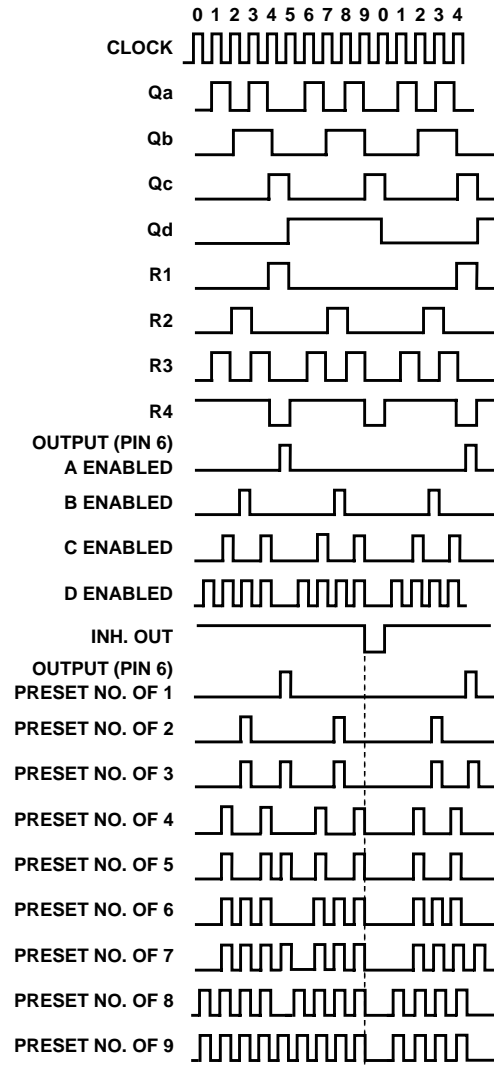 0 1 2 3 4 5 6 7 8 9 0 1 2 3 4
CLOCK
Qa
Qb
Qc
Qd
R1
R2
R3
R4
OUTPUT (PIN 6)
A ENABLED
B ENABLED
C ENABLED
D ENABLED
INH. OUT
OUTPUT (PIN 6)
PRESET NO. OF 1
PRESET NO. OF 2
PRESET NO. OF 3
PRESET NO. OF 4
PRESET NO. OF 5
PRESET NO. OF 6
PRESET NO. OF 7
PRESET NO. OF 8
PRESET NO. OF 9